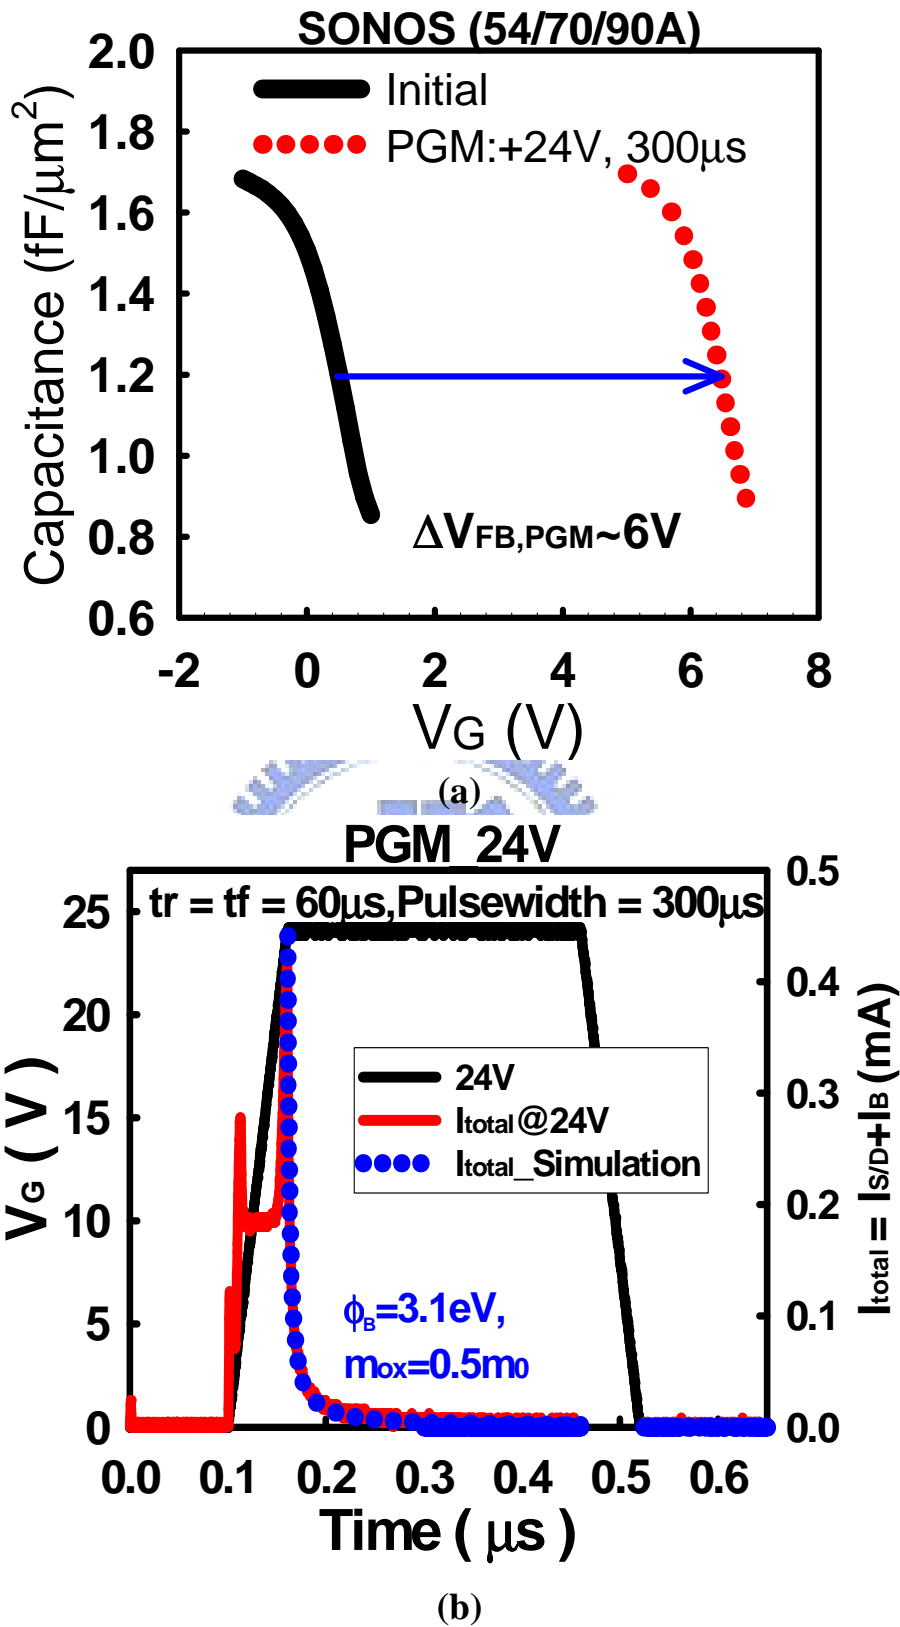 SONOS (54/70/90A)
2.0
1.8
1.6
1.4
1.2
1.0
0.8
0.6
Capacitance (fF/μm²)
Initial
PGM:+24V, 300μs
ΔVFB,PGM~6V
-2 0 2 4 6 8
VG (V)
(a)
PGM_24V
tr = tf = 60μs,Pulsewidth = 300μs
25
20
15
10
5
0
VG ( V )
24V
Itotal@24V
Itotal_Simulation
ϕB=3.1eV,
mox=0.5m0
0.5
0.4
0.3
0.2
0.1
0.0
Itotal = IS/D+IB (mA)
0.0 0.1 0.2 0.3 0.4 0.5 0.6
Time ( μs )
(b)